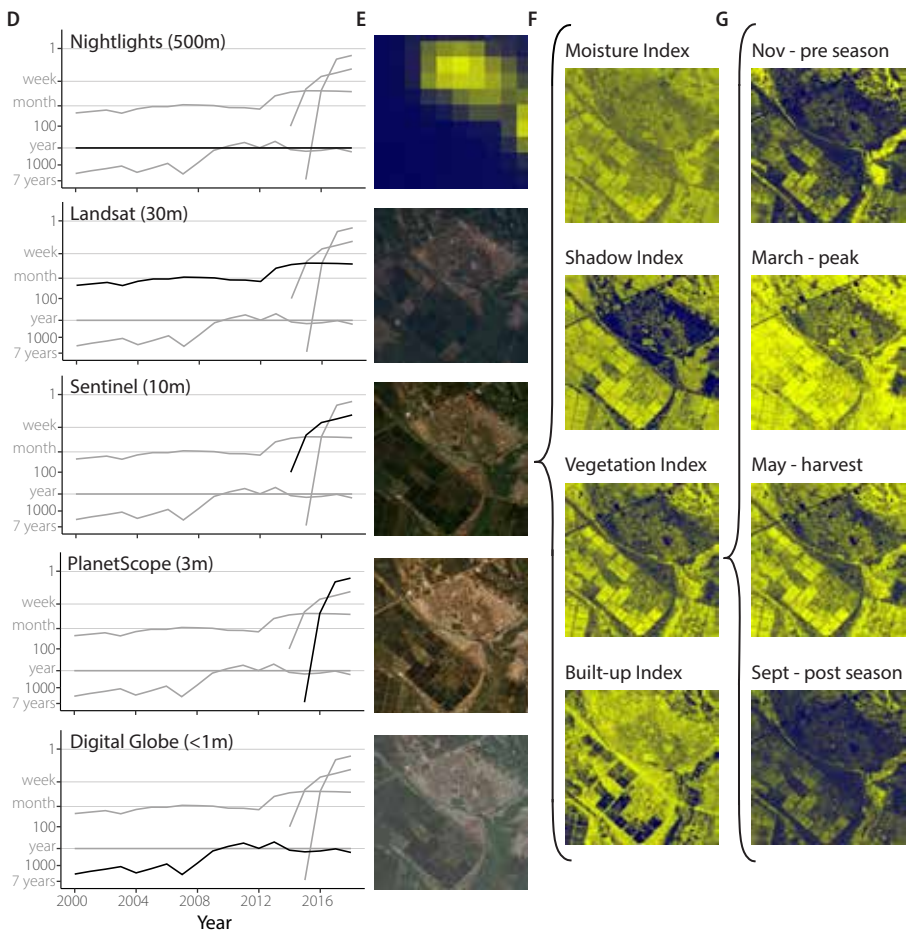 D
E
F
G
Nightlights (500m)
1
week
month
100
year
1000
7 years
Landsat (30m)
1
week
month
100
year
1000
7 years
Sentinel (10m)
1
week
month
100
year
1000
7 years
PlanetScope (3m)
1
week
month
100
year
1000
7 years
Digital Globe (<1m)
1
week
month
100
year
1000
7 years
2000 2004 2008 2012 2016
Year
Moisture Index
Shadow Index
Vegetation Index
Built-up Index
Nov - pre season
March - peak
May - harvest
Sept - post season